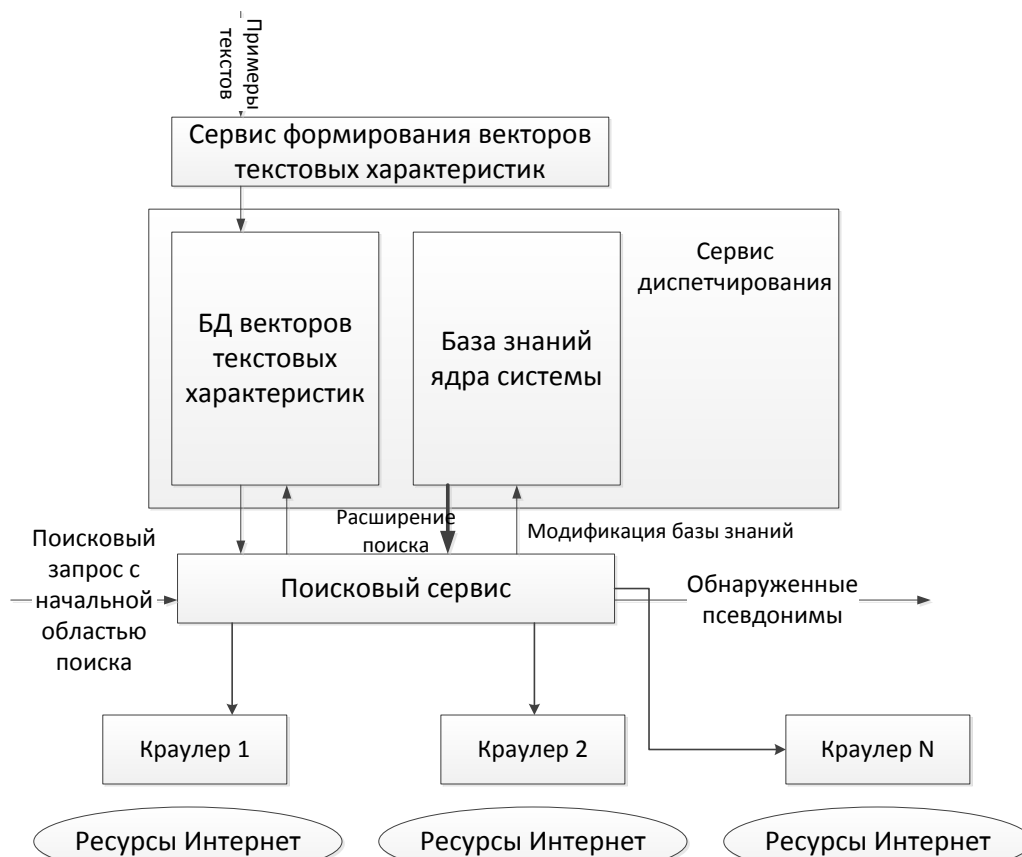 Примеры
текстов
Сервис формирования векторов
текстовых характеристик
Сервис
диспетчирования
БД векторов
текстовых
характеристик
База знаний
ядра системы
Расширение
поиска
Модификация базы знаний
Поисковый
запрос с
начальной
областью
поиска
Поисковый сервис
Обнаруженные
псевдонимы
Краулер 1
Краулер 2
Краулер N
Ресурсы Интернет
Ресурсы Интернет
Ресурсы Интернет